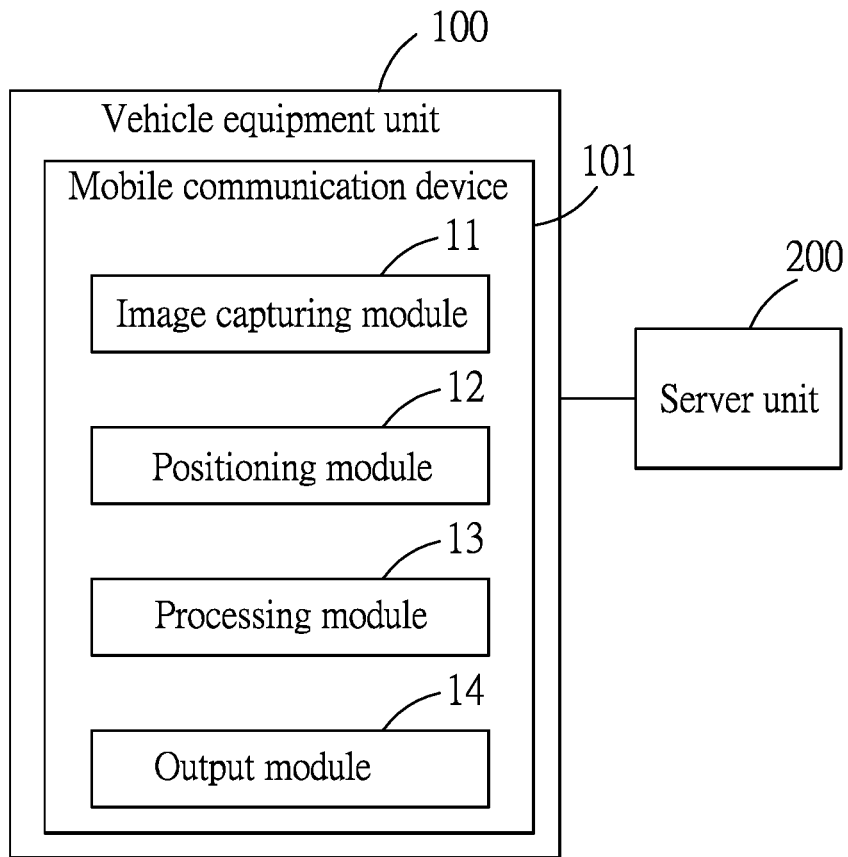 100
Vehicle equipment unit
101
Mobile communication device
11
Image capturing module
12
Positioning module
13
Processing module
14
Output module
200
Server unit